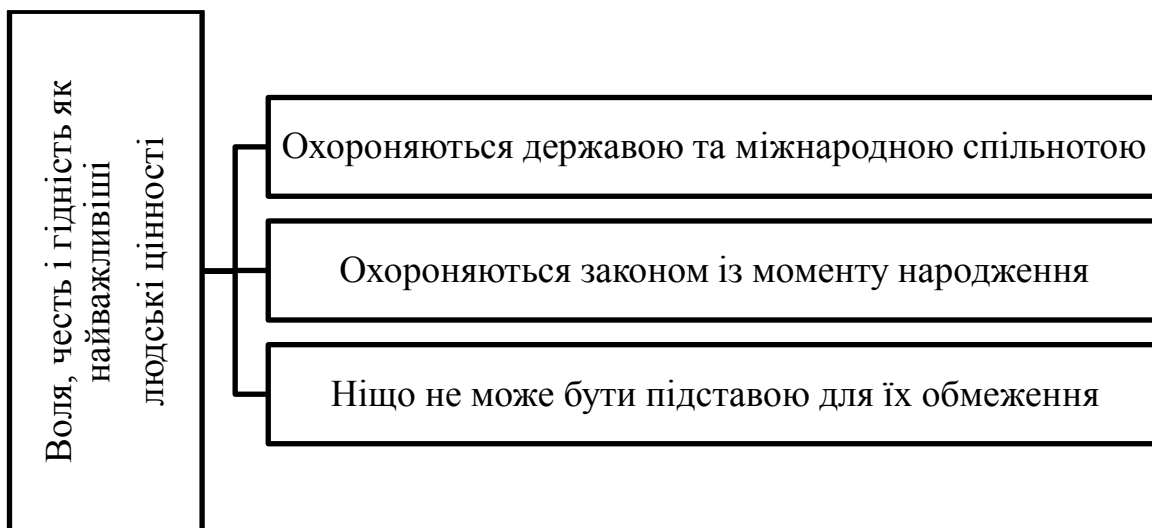 Воля, честь і гідність як
найважливіші
людські цінності
Охороняються державою та міжнародною спільнотою
Охороняються законом із моменту народження
Ніщо не може бути підставою для їх обмеження